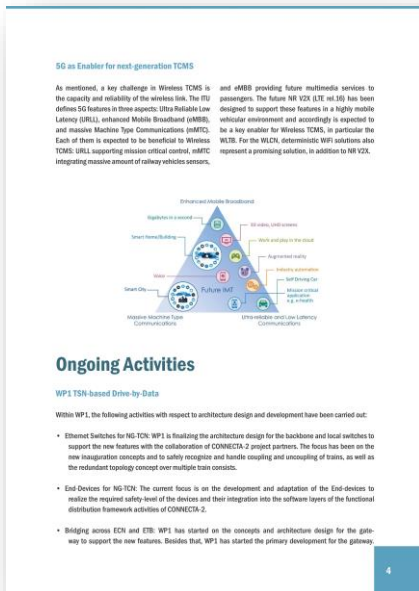 5G as Enabler for next-generation TCMS
As mentioned, a key challenge in Wireless TCMS is
the capacity and reliability of the wireless link. The ITU
defines 5G features in three aspects: Ultra Reliable Low
Latency (URLL), enhanced Mobile Broadband (eMBB),
and massive Machine Type Communications (mMTC).
Each of them is expected to be beneficial to Wireless
TCMS: URLL supporting mission critical control, mMTC
integrating massive amount of railway vehicles sensors,
and eMBB providing future multimedia services to
passengers. The future NR V2X (LTE rel.16) has been
designed to support these features in a highly mobile
vehicular environment and accordingly is expected to
be a key enabler for Wireless TCMS, in particular the
WLTB. For the WLCN, deterministic WiFi solutions also
represent a promising solution, in addition to NR V2X.
Enhanced Mobile Broadband
Gigabytes in a second
3D video, UHD screens
Smart Home/Building
Work and play in the cloud
Augmented reality
Industry automation
Voice
Self Driving Car
Smart City
Future IMT
Mission critical
application
e.g. e-health
Massive Machine Type
Communications
Ultra-reliable and Low Latency
Communications
Ongoing Activities
WP1 TSN-based Drive-by-Data
Within WP1, the following activities with respect to architecture design and development have been carried out:
• Ethernet Switches for NG-TCN: WP1 is finalizing the architecture design for the backbone and local switches to
support the new features with the collaboration of CONNECTA-2 project partners. The focus has been on the
new inauguration concepts and to safely recognize and handle coupling and uncoupling of trains, as well as
the redundant topology concept over multiple train consists.
• End-Devices for NG-TCN: The current focus is on the development and adaptation of the End-devices to
realize the required safety-level of the devices and their integration into the software layers of the functional
distribution framework activities of CONNECTA-2.
• Bridging across ECN and ETB: WP1 has started on the concepts and architecture design for the gate-
way to support the new features. Besides that, WP1 has started the primary development for the gateway.
4